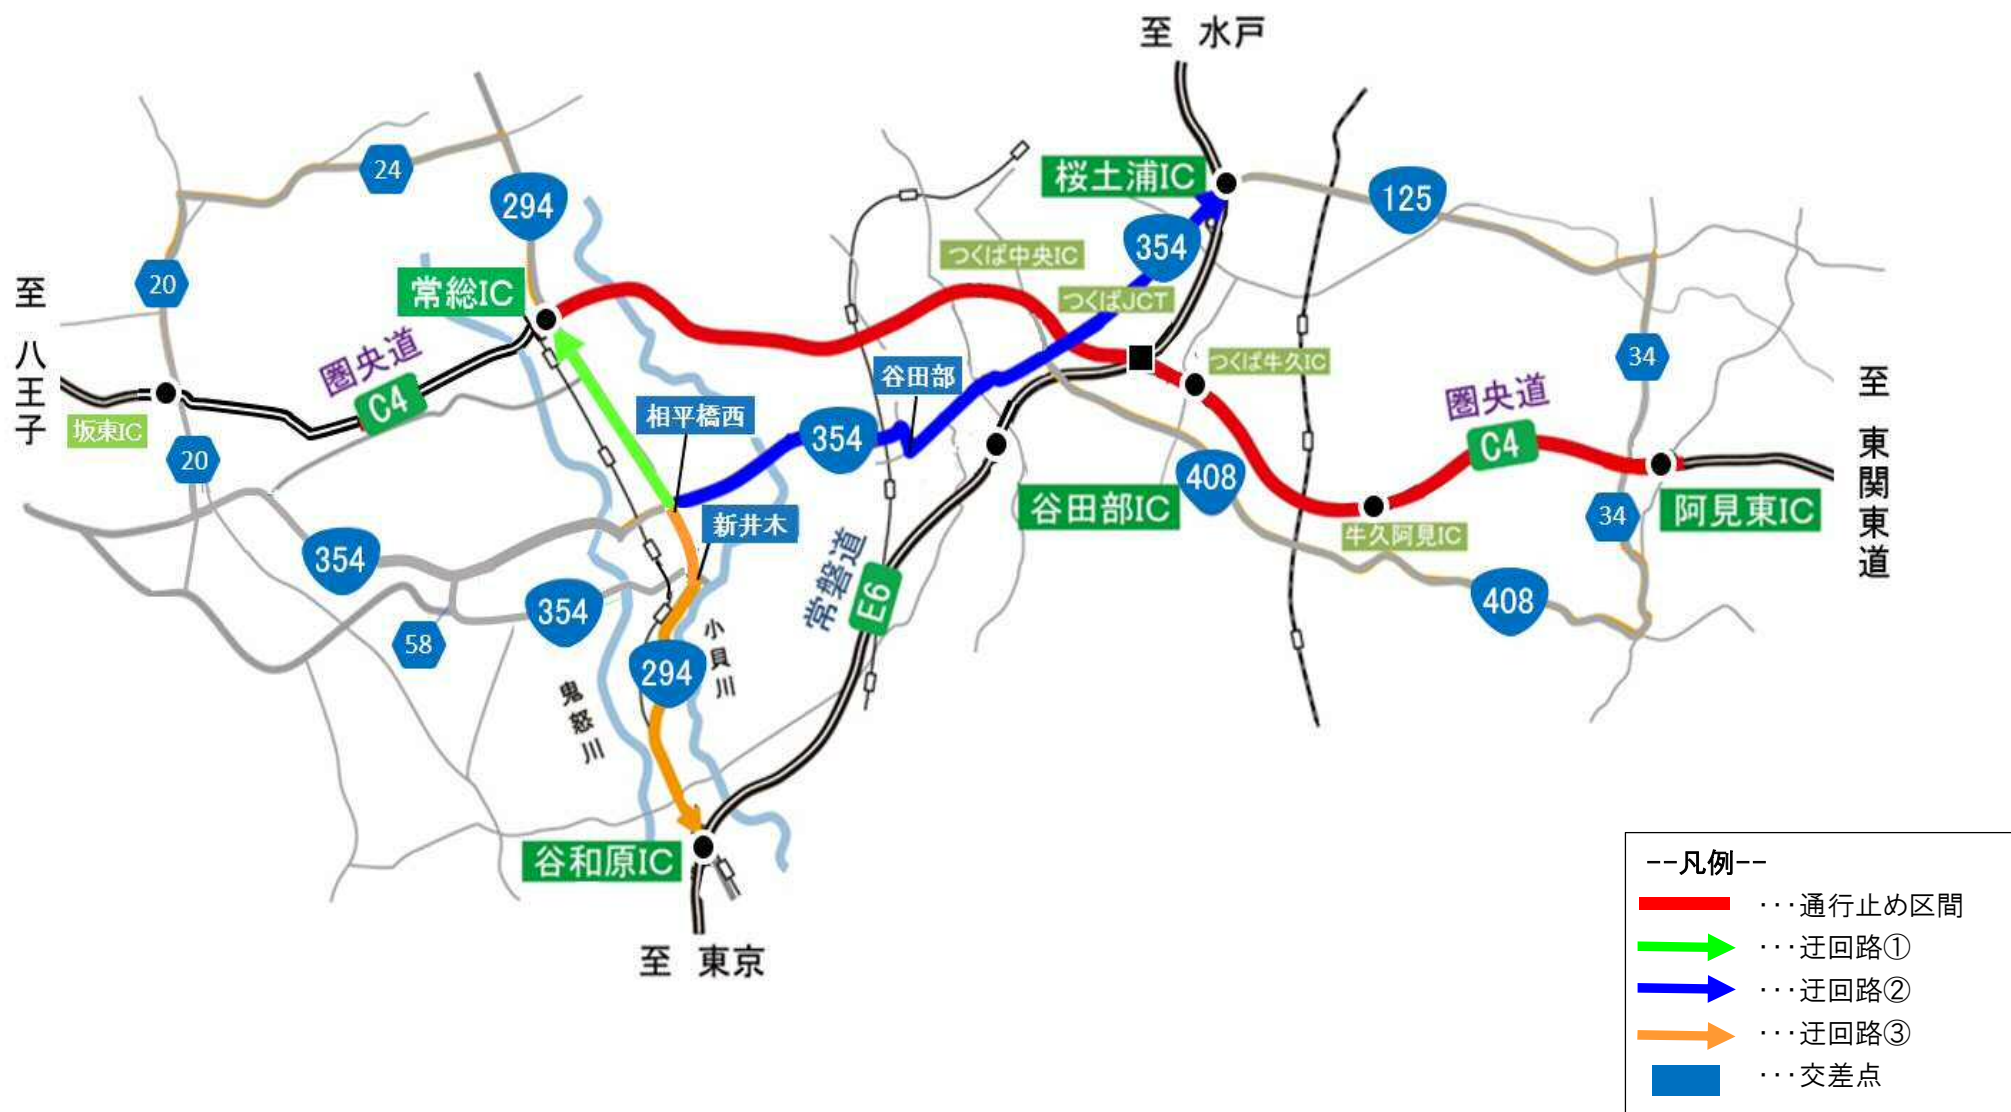 至 水戸
24
294
桜土浦IC
125
354
つくば中央IC
20
常総IC
つくばJCT
至 八王子
圏央道
C4
谷田部
つくば牛久IC
34
至 東関東道
坂東IC
相平橋西
354
圏央道
C4
20
408
谷田部IC
阿見東IC
新井木
34
牛久阿見IC
354
常磐道
E6
354
408
58
小貝川
294
鬼怒川
谷和原IC
至 東京
--凡例--
・・・通行止め区間
・・・迂回路①
・・・迂回路②
・・・迂回路③
・・・交差点